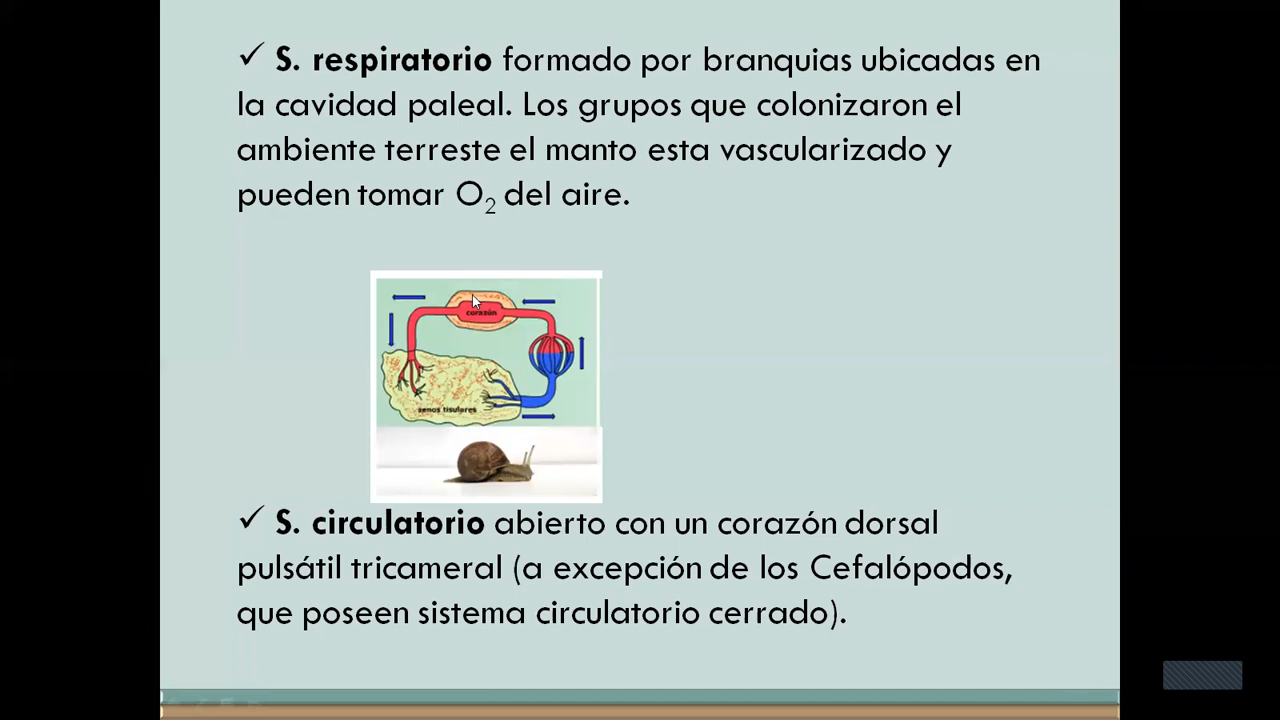 ✓ S. respiratorio formado por branquias ubicadas en
la cavidad paleal. Los grupos que colonizaron el
ambiente terreste el manto esta vascularizado y
pueden tomar O₂ del aire.
corazón
senos tisulares
✓ S. circulatorio abierto con un corazón dorsal
pulsátil tricameral (a excepción de los Cefalópodos,
que poseen sistema circulatorio cerrado).